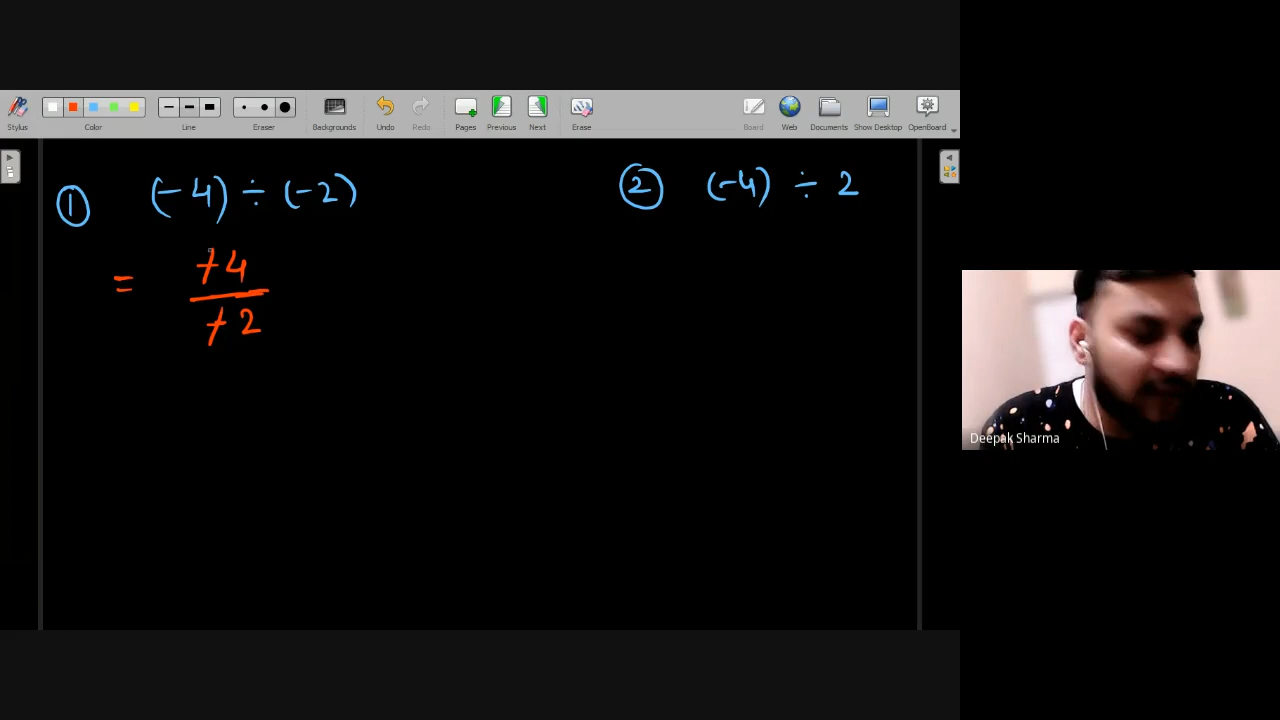 Stylus Color Line Eraser Backgrounds Undo Redo Pages Previous Next Erase Board Web Documents Show Desktop OpenBoard
① (-4) ÷ (-2)
= -4
-2
② (-4) ÷ 2
Deepak Sharma